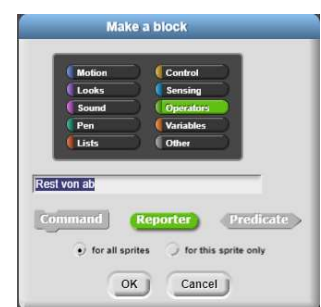 Make a block
Motion Control
Looks Sensing
Sound Operators
Pen Variables
Lists Other
Rest von ab
Command Reporter Predicate
for all sprites for this sprite only
OK Cancel